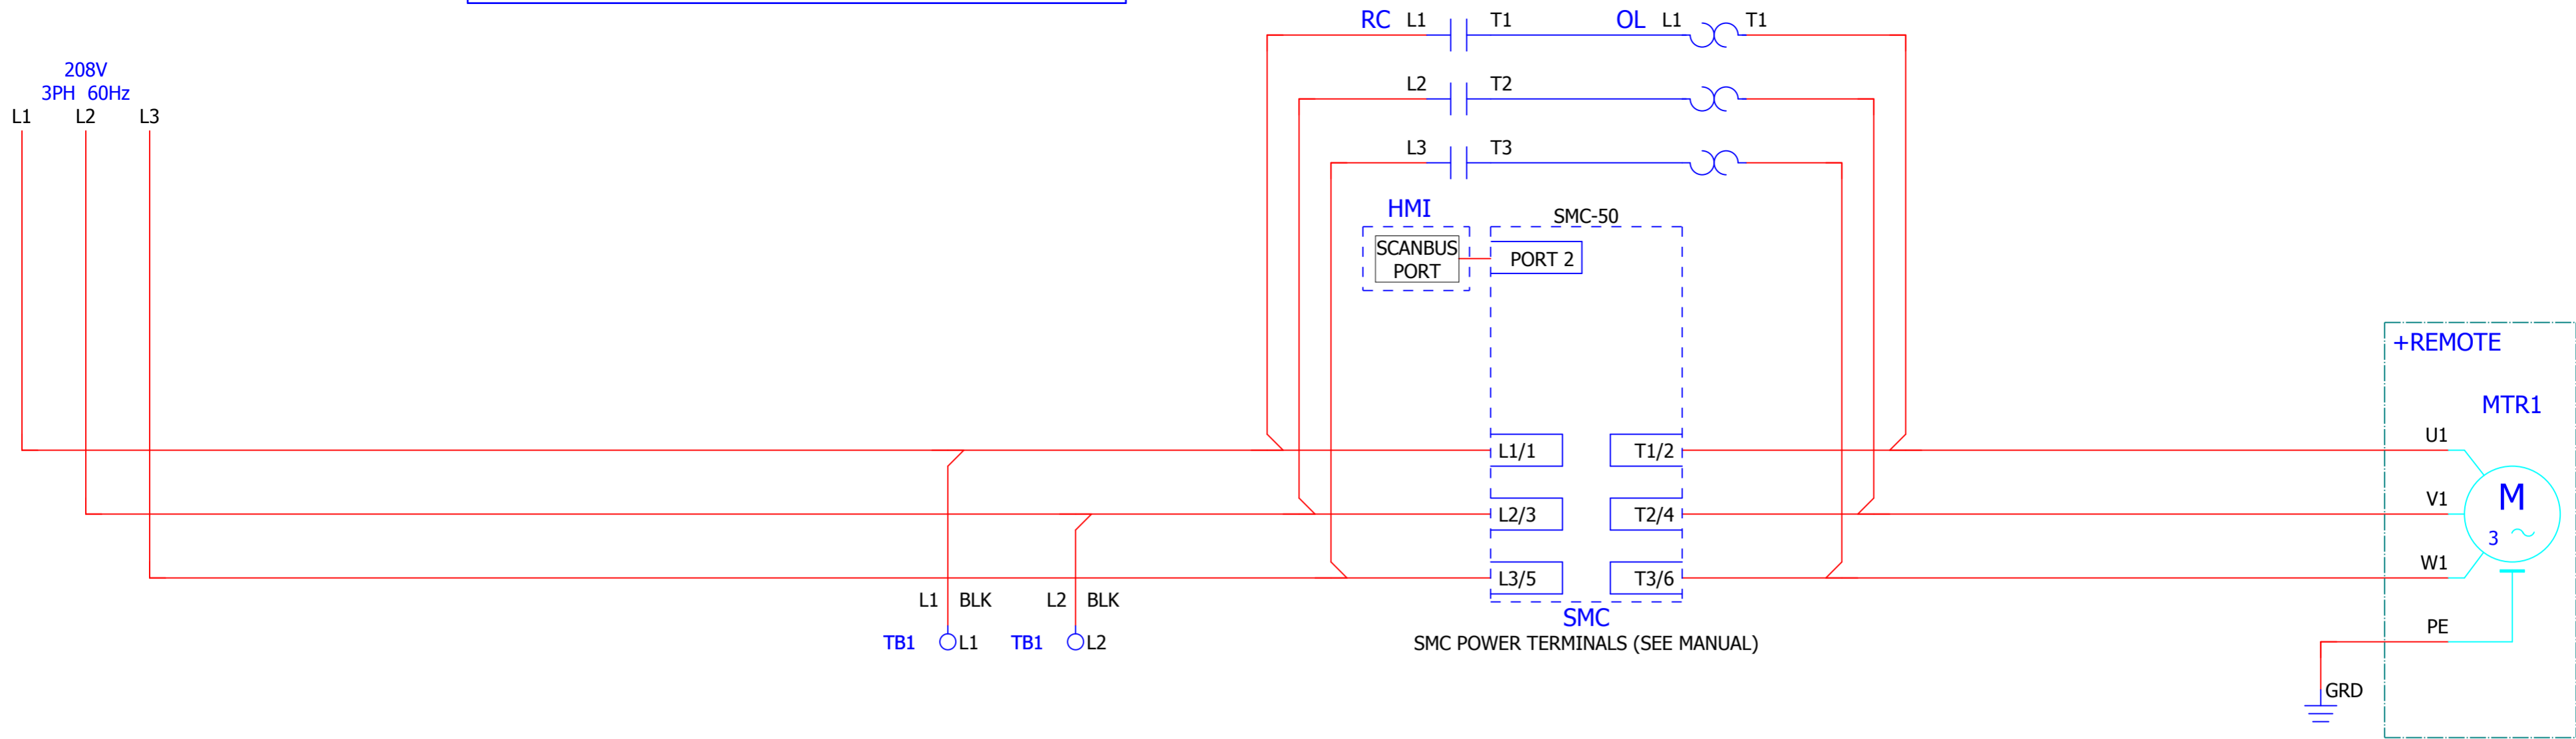 RC L1 T1 OL L1 T1
208V
3PH 60Hz
L1 L2 L3
L2 T2
L3 T3
HMI
SMC-50
SCANBUS
PORT
PORT 2
+REMOTE
MTR1
U1
L1/1 T1/2
V1
M
3
L2/3 T2/4
W1
L3/5 T3/6
L1 BLK L2 BLK
SMC
PE
TB1 L1 TB1 L2
SMC POWER TERMINALS (SEE MANUAL)
GRD